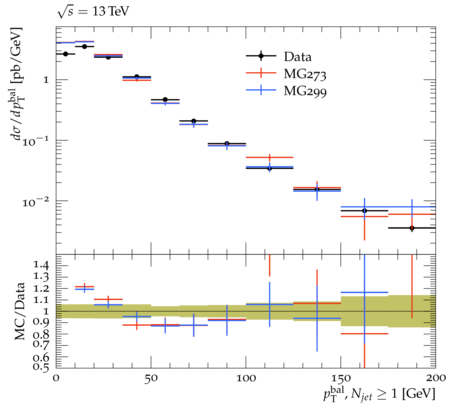 √s = 13 TeV
dσ/dp_T^bal [pb/GeV]
1
10^−1
10^−2
Data
MG273
MG299
MC/Data
1.4
1.3
1.2
1.1
1
0.9
0.8
0.7
0.6
0.5
0 50 100 150 200
p_T^bal, N_jet ≥ 1 [GeV]